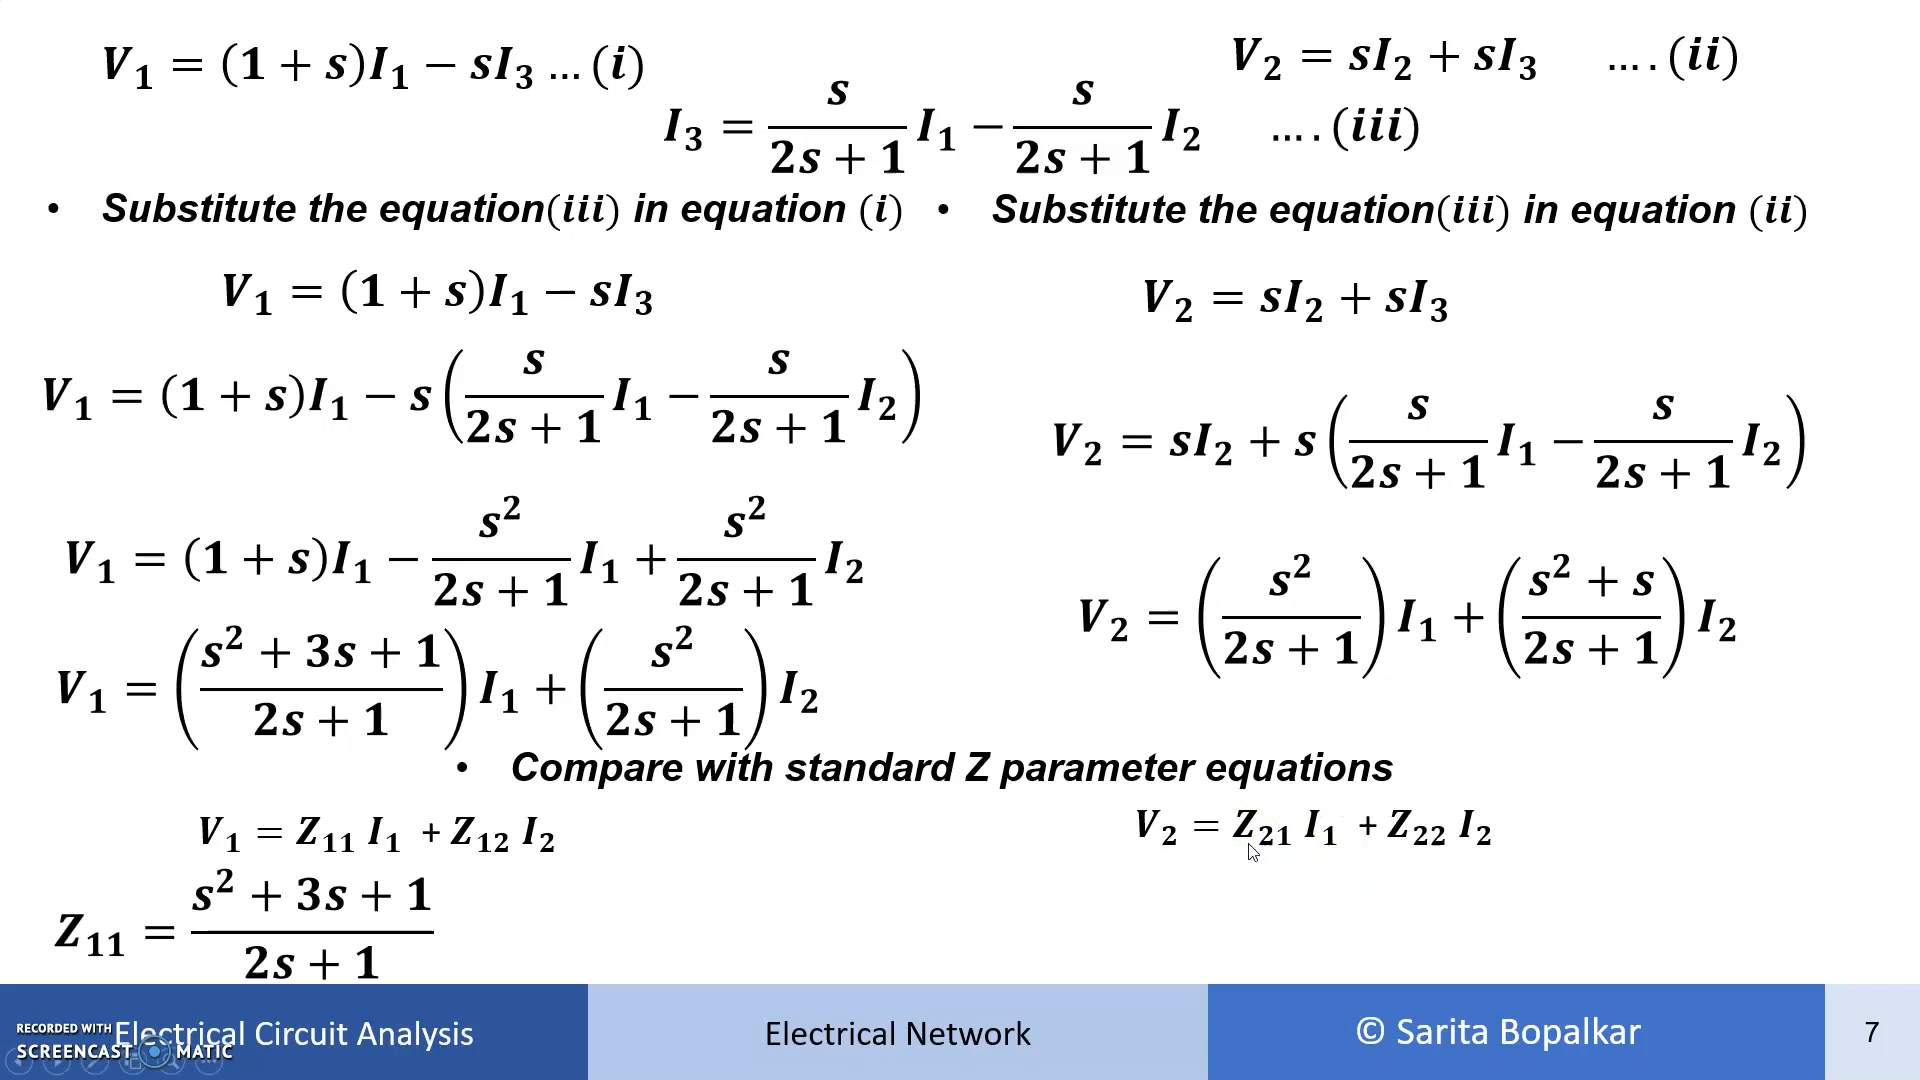 V₁ = (1 + s)I₁ − sI₃ ... (i)
V₂ = sI₂ + sI₃ ... . (ii)
I₃ = s/(2s + 1) I₁ − s/(2s + 1) I₂ ... . (iii)
• Substitute the equation(iii) in equation (i)
V₁ = (1 + s)I₁ − sI₃
V₁ = (1 + s)I₁ − s(s/(2s + 1) I₁ − s/(2s + 1) I₂)
V₁ = (1 + s)I₁ − s²/(2s + 1) I₁ + s²/(2s + 1) I₂
V₁ = ((s² + 3s + 1)/(2s + 1)) I₁ + (s²/(2s + 1)) I₂
• Substitute the equation(iii) in equation (ii)
V₂ = sI₂ + sI₃
V₂ = sI₂ + s(s/(2s + 1) I₁ − s/(2s + 1) I₂)
V₂ = (s²/(2s + 1)) I₁ + ((s² + s)/(2s + 1)) I₂
• Compare with standard Z parameter equations
V₁ = Z₁₁ I₁ + Z₁₂ I₂
V₂ = Z₂₁ I₁ + Z₂₂ I₂
Z₁₁ = (s² + 3s + 1)/(2s + 1)
Electrical Circuit Analysis
Electrical Network
© Sarita Bopalkar
7
RECORDED WITH
SCREENCAST MATIC